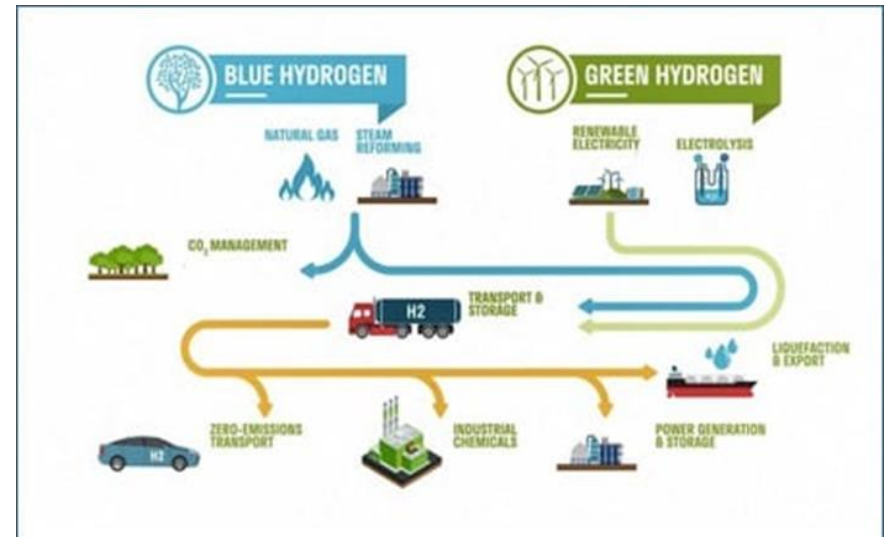 BLUE HYDROGEN
GREEN HYDROGEN
NATURAL GAS
STEAM
REFORMING
RENEWABLE
ELECTRICITY
ELECTROLYSIS
CO₂ MANAGEMENT
H2
TRANSPORT &
STORAGE
LIQUEFACTION
& EXPORT
H2
ZERO-EMISSIONS
TRANSPORT
INDUSTRIAL
CHEMICALS
POWER GENERATION
& STORAGE